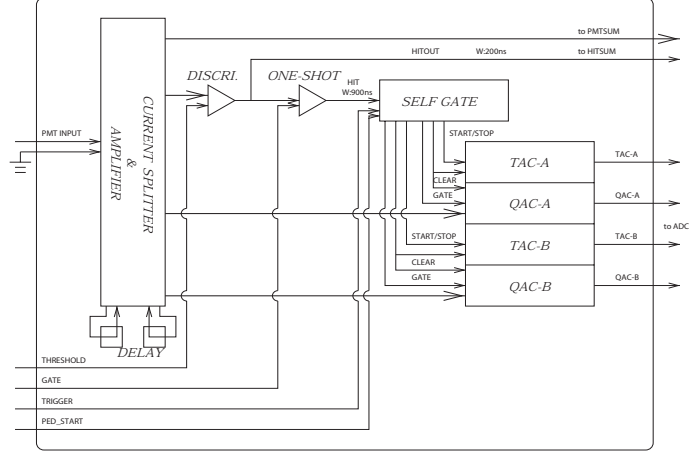 to PMTSUM
HITOUT W:200ns to HITSUM
DISCRI. ONE-SHOT HIT
W:900ns
SELF GATE
CURRENT SPLITTER
&
AMPLIFIER
PMT INPUT
START/STOP
TAC-A TAC-A
CLEAR
GATE QAC-A QAC-A
to ADC
START/STOP TAC-B TAC-B
CLEAR
GATE QAC-B QAC-B
DELAY
THRESHOLD
GATE
TRIGGER
PED_START